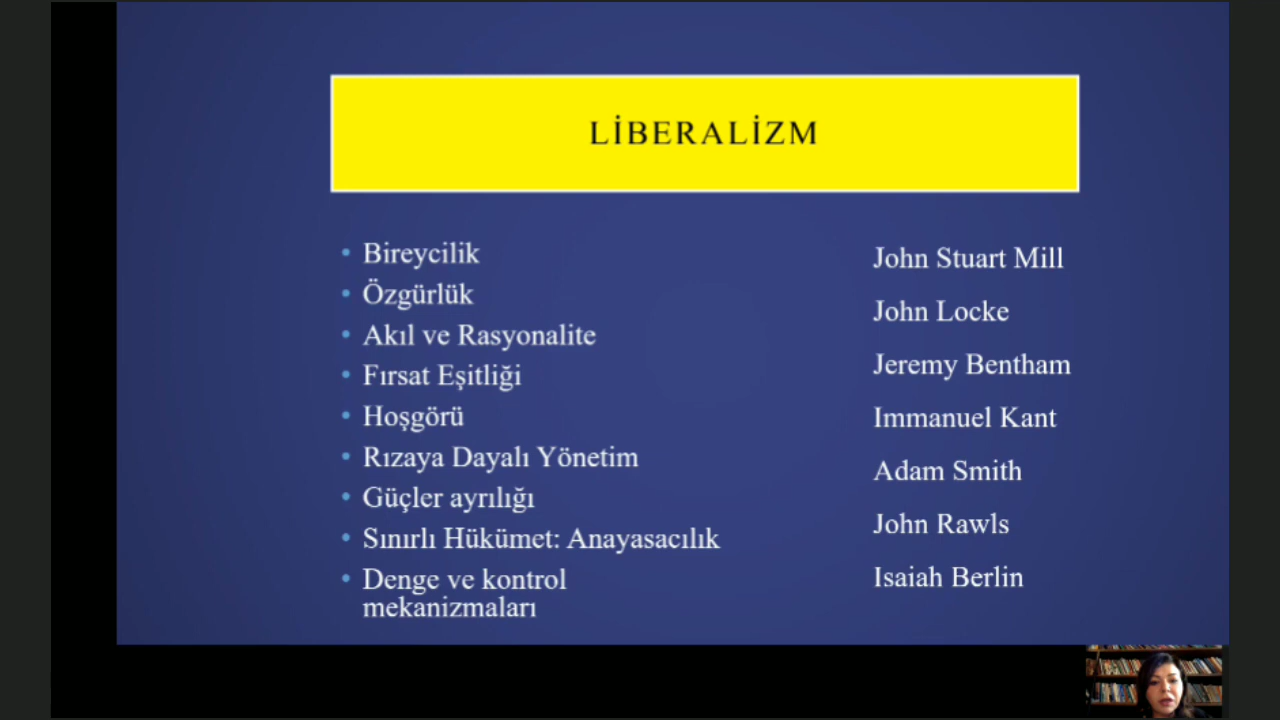 LİBERALİZM
Bireycilik
Özgürlük
Akıl ve Rasyonalite
Fırsat Eşitliği
Hoşgörü
Rızaya Dayalı Yönetim
Güçler ayrılığı
Sınırlı Hükümet: Anayasacılık
Denge ve kontrol
mekanizmaları
John Stuart Mill
John Locke
Jeremy Bentham
Immanuel Kant
Adam Smith
John Rawls
Isaiah Berlin